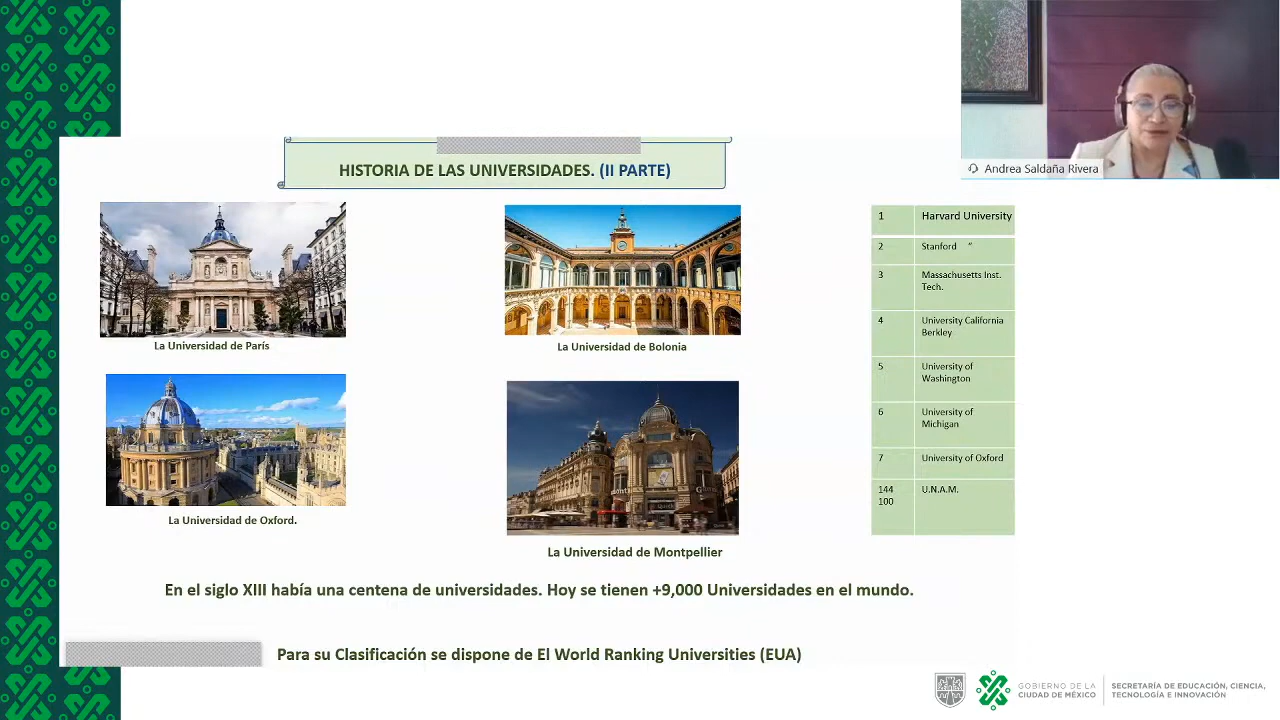 Andrea Saldaña Rivera
HISTORIA DE LAS UNIVERSIDADES. (II PARTE)
La Universidad de París
La Universidad de Bolonia
La Universidad de Oxford.
La Universidad de Montpellier
1 Harvard University
2 Stanford "
3 Massachusetts Inst.
Tech.
4 University California
Berkley
5 University of
Washington
6 University of
Michigan
7 University of Oxford
144 U.N.A.M.
100
En el siglo XIII había una centena de universidades. Hoy se tienen +9,000 Universidades en el mundo.
Para su Clasificación se dispone de El World Ranking Universities (EUA)
GOBIERNO DE LA
CIUDAD DE MÉXICO
SECRETARÍA DE EDUCACIÓN, CIENCIA,
TECNOLOGÍA E INNOVACIÓN